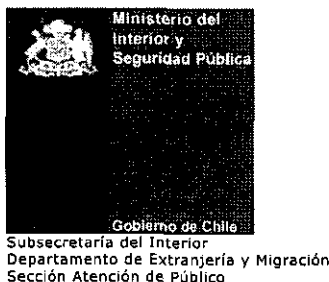 Ministerio del
Interior y
Seguridad Pública
Gobierno de Chile
Subsecretaría del Interior
Departamento de Extranjería y Migración
Sección Atención de Público